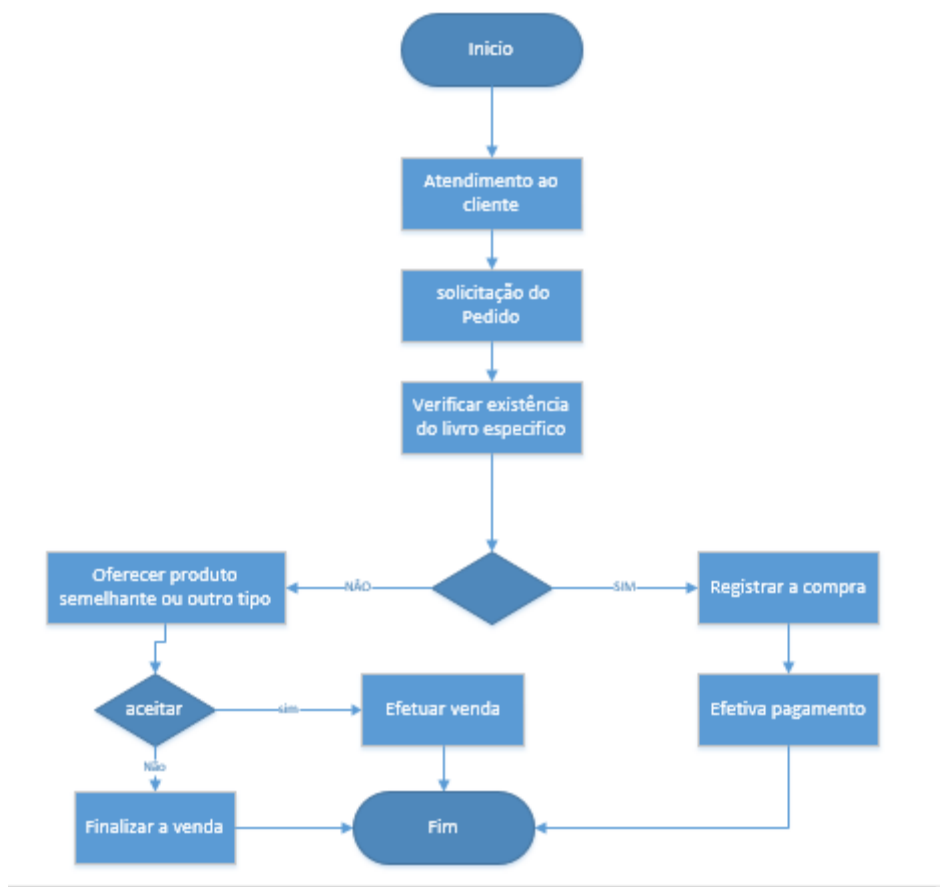 Inicio
Atendimento ao
cliente
solicitação do
Pedido
Verificar existência
do livro especifico
Oferecer produto
semelhante ou outro tipo
NÃO
SIM
Registrar a compra
aceitar
sim
Efetuar venda
Efetiva pagamento
Não
Finalizar a venda
Fim